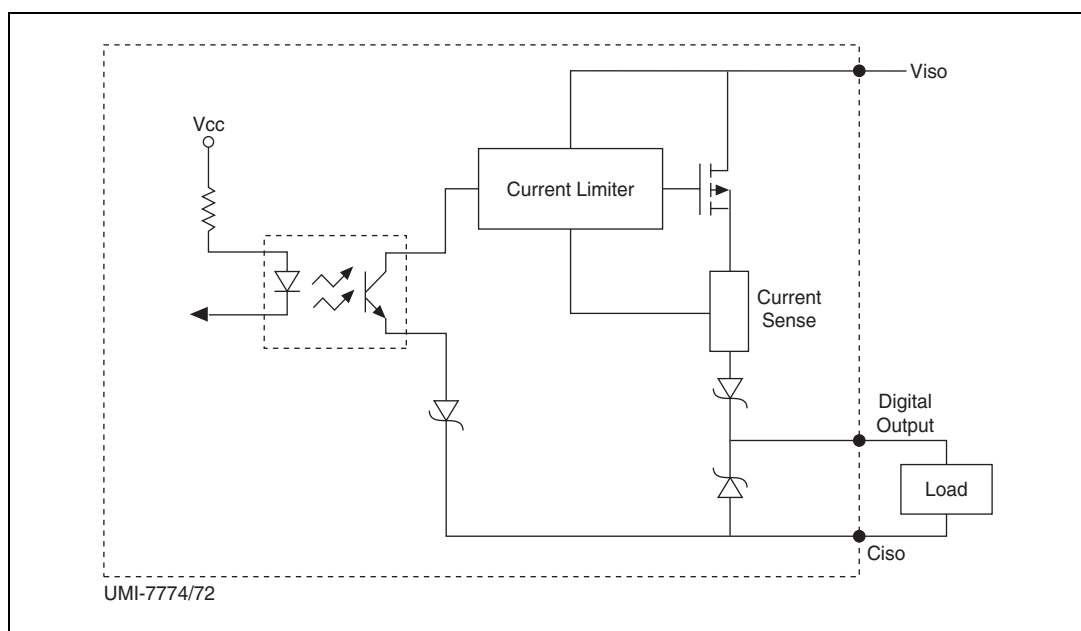 Viso
Vcc
Current Limiter
Current
Sense
Digital
Output
Load
Ciso
UMI-7774/72